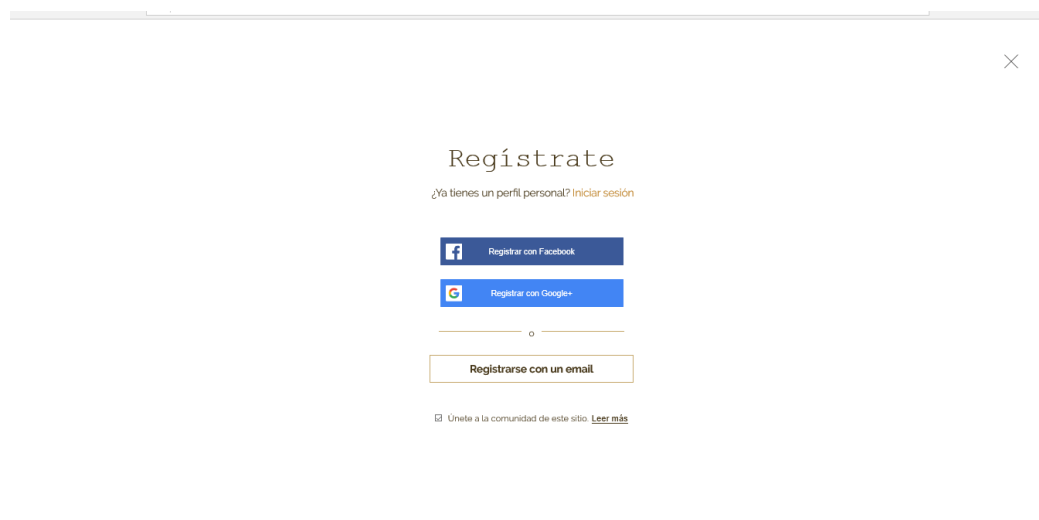 Regístrate
¿Ya tienes un perfil personal? Iniciar sesión
Registrar con Facebook
Registrar con Google+
o
Registrarse con un email
Únete a la comunidad de este sitio. Leer más